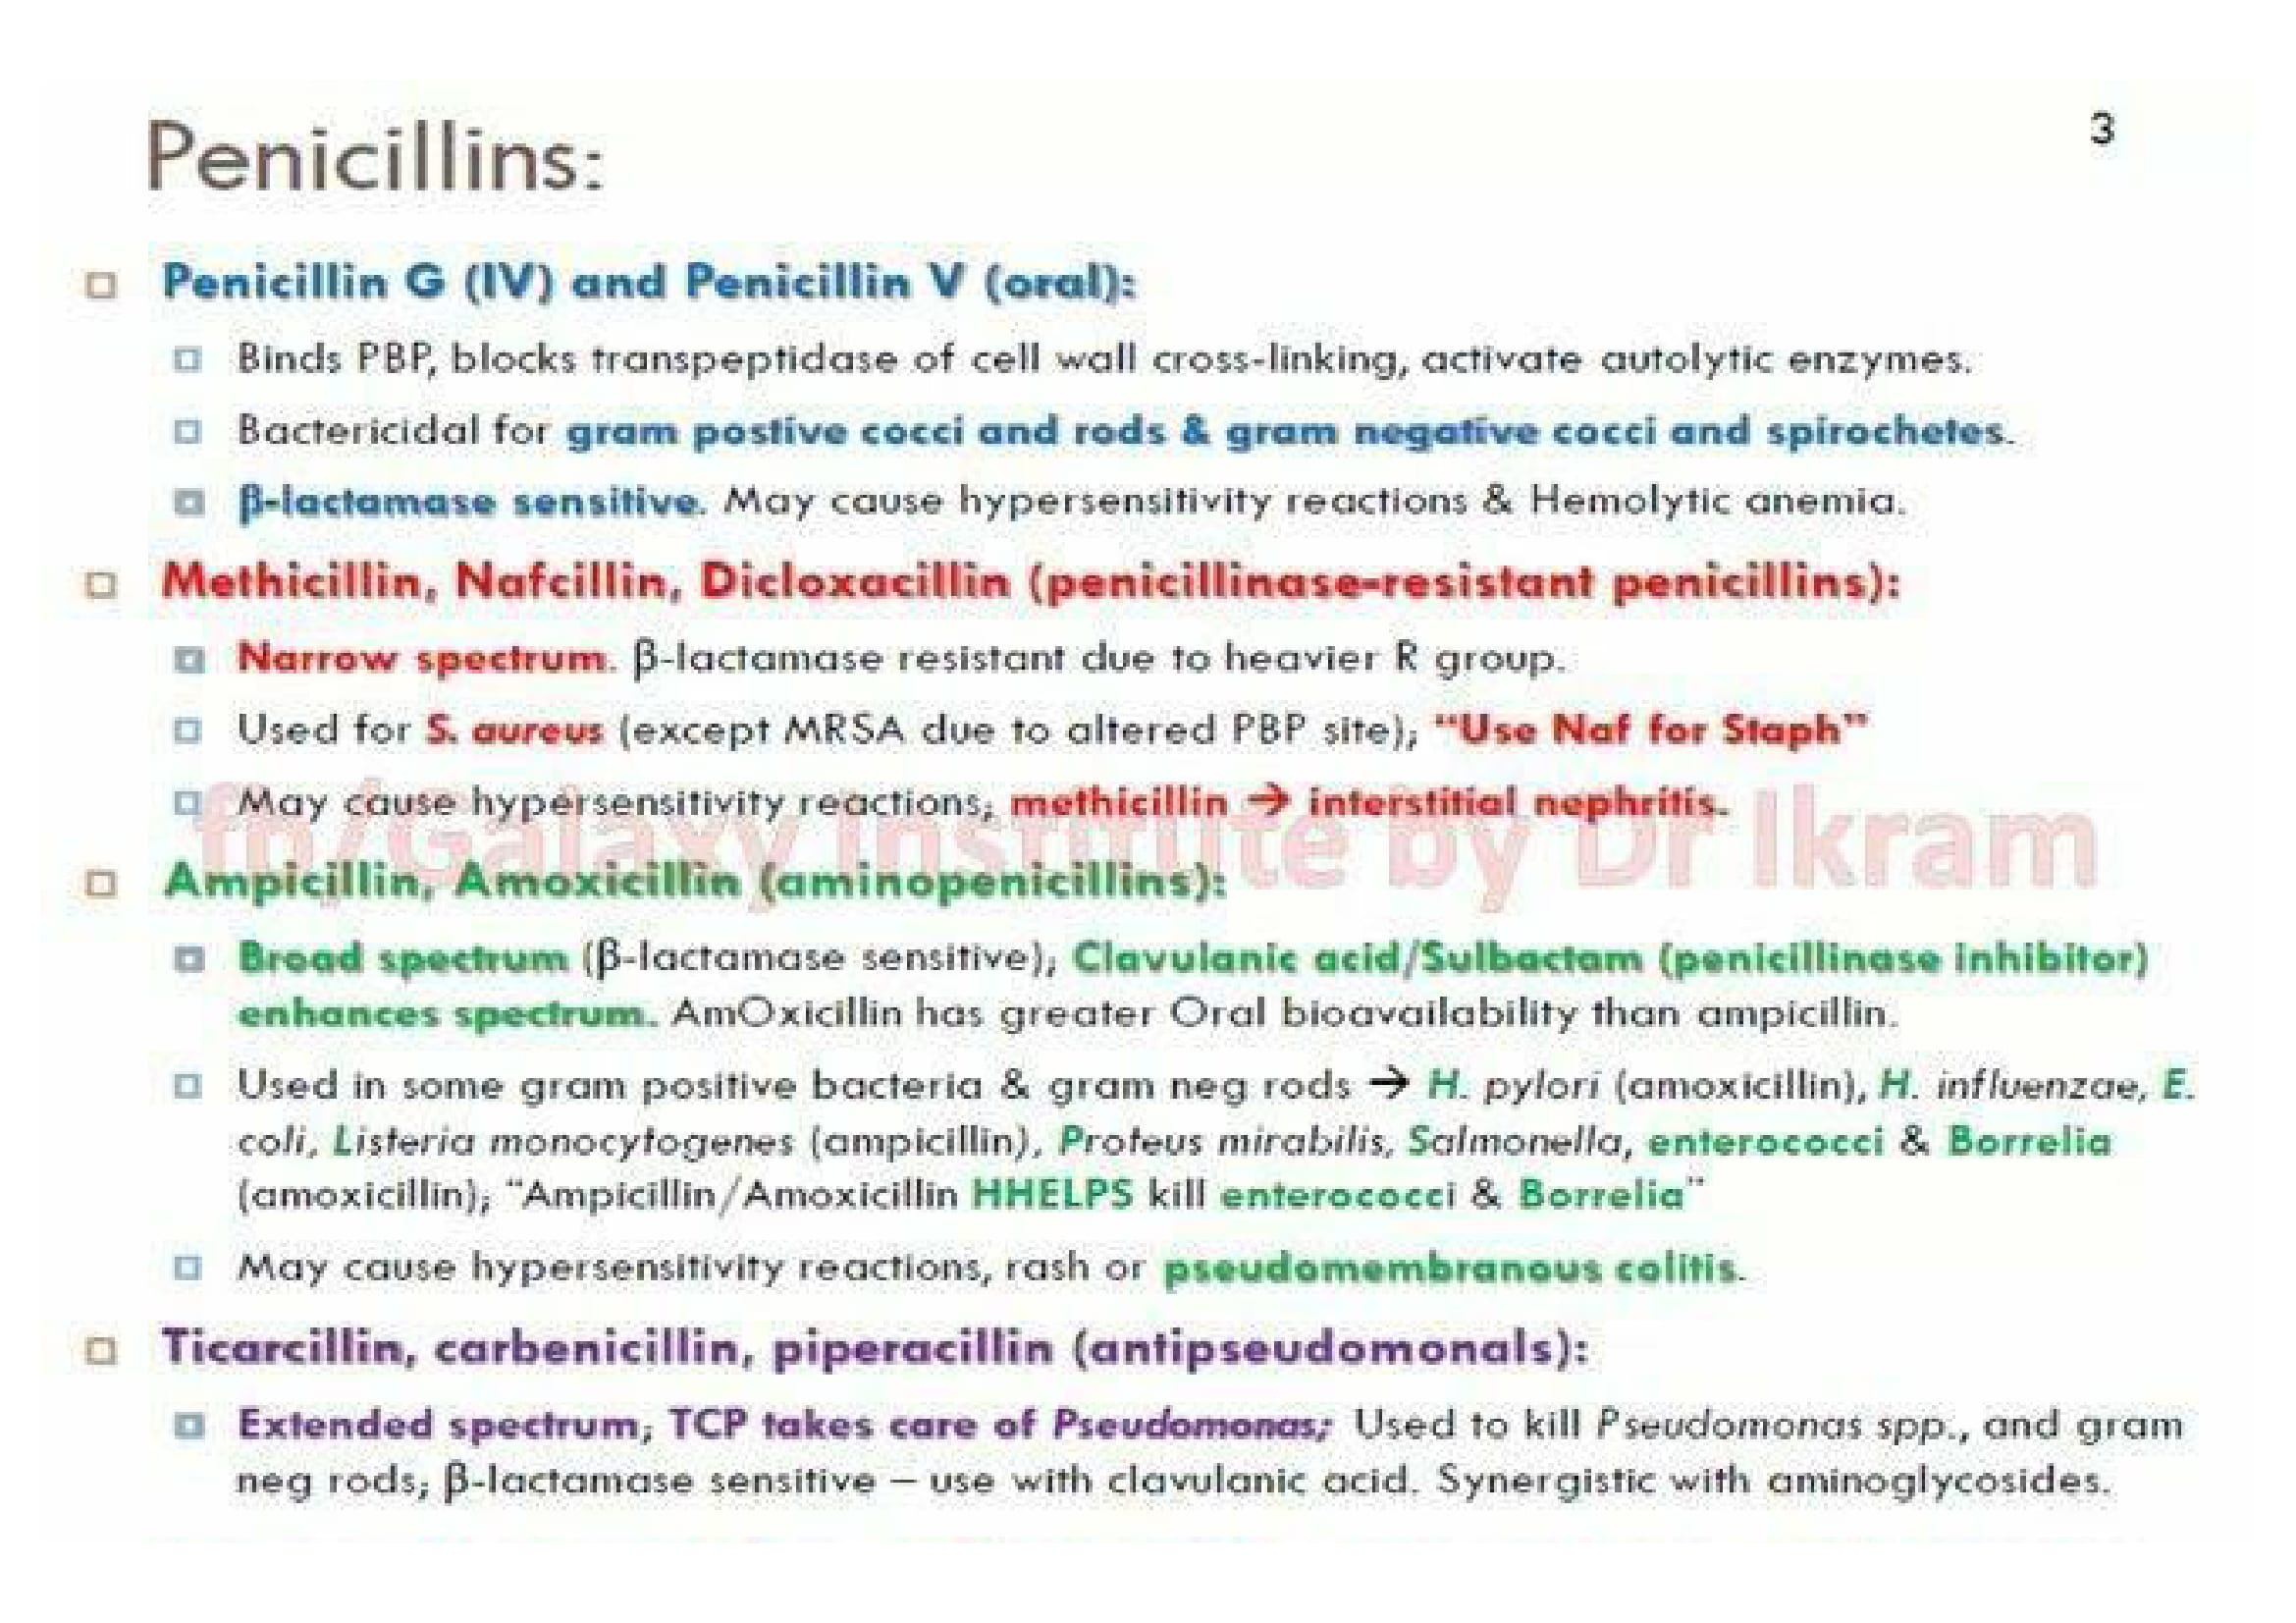 3
Penicillins:
Penicillin G (IV) and Penicillin V (oral):
Binds PBP, blocks transpeptidase of cell wall cross-linking, activate autolytic enzymes.
Bactericidal for gram postive cocci and rods & gram negative cocci and spirochetes.
β-lactamase sensitive. May cause hypersensitivity reactions & Hemolytic anemia.
Methicillin, Nafcillin, Dicloxacillin (penicillinase-resistant penicillins):
Narrow spectrum. β-lactamase resistant due to heavier R group.
Used for S. aureus (except MRSA due to altered PBP site); “Use Naf for Staph”
May cause hypersensitivity reactions; methicillin → interstitial nephritis.
fb/Galaxy Institute by Dr Ikram
Ampicillin, Amoxicillin (aminopenicillins):
Broad spectrum (β-lactamase sensitive); Clavulanic acid/Sulbactam (penicillinase inhibitor)
enhances spectrum. AmOxicillin has greater Oral bioavailability than ampicillin.
Used in some gram positive bacteria & gram neg rods → H. pylori (amoxicillin), H. influenzae, E.
coli, Listeria monocytogenes (ampicillin), Proteus mirabilis, Salmonella, enterococci & Borrelia
(amoxicillin); “Ampicillin/Amoxicillin HHELPS kill enterococci & Borrelia”
May cause hypersensitivity reactions, rash or pseudomembranous colitis.
Ticarcillin, carbenicillin, piperacillin (antipseudomonals):
Extended spectrum; TCP takes care of Pseudomonas; Used to kill Pseudomonas spp., and gram
neg rods; β-lactamase sensitive – use with clavulanic acid. Synergistic with aminoglycosides.